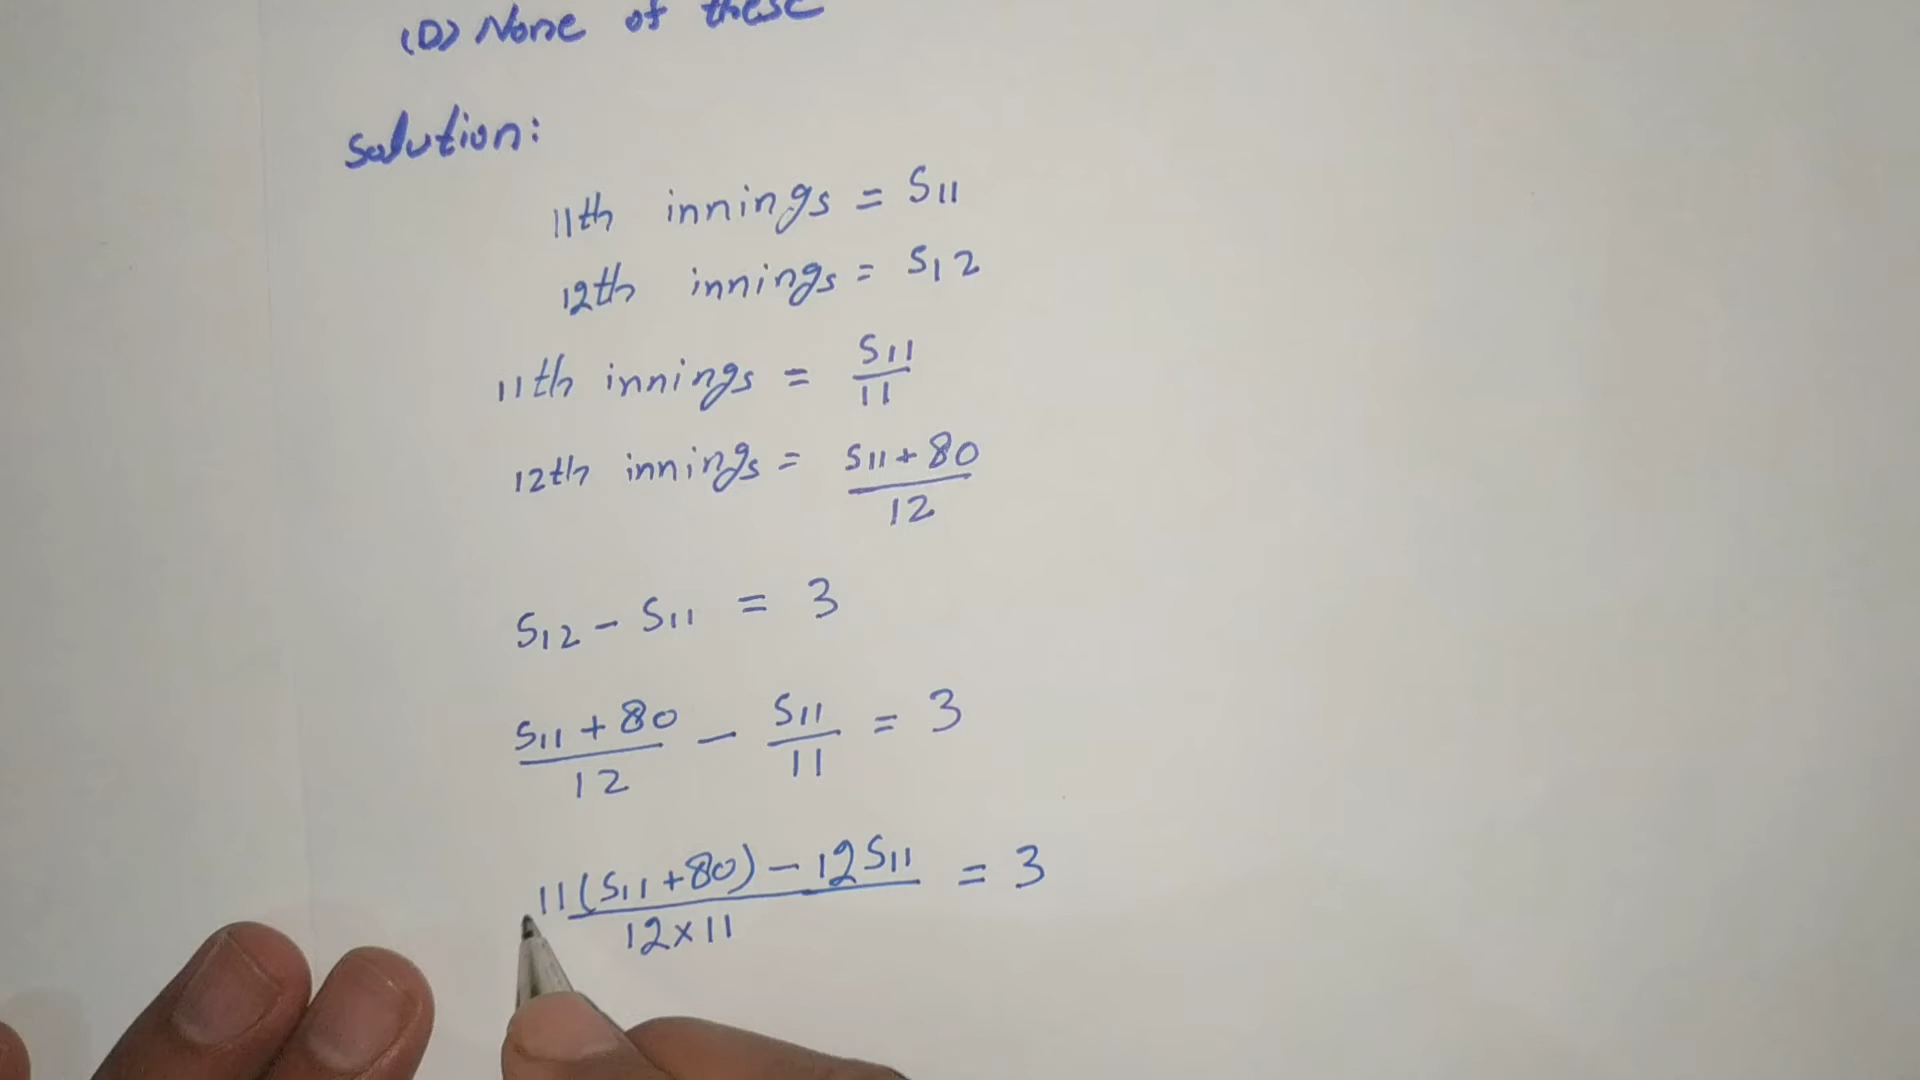 (D) None of these
Solution:
11th innings = S11
12th innings = S12
11th innings = S11/11
12th innings = S11+80/12
S12 - S11 = 3
S11+80/12 - S11/11 = 3
11(S11+80) - 12S11/12×11 = 3